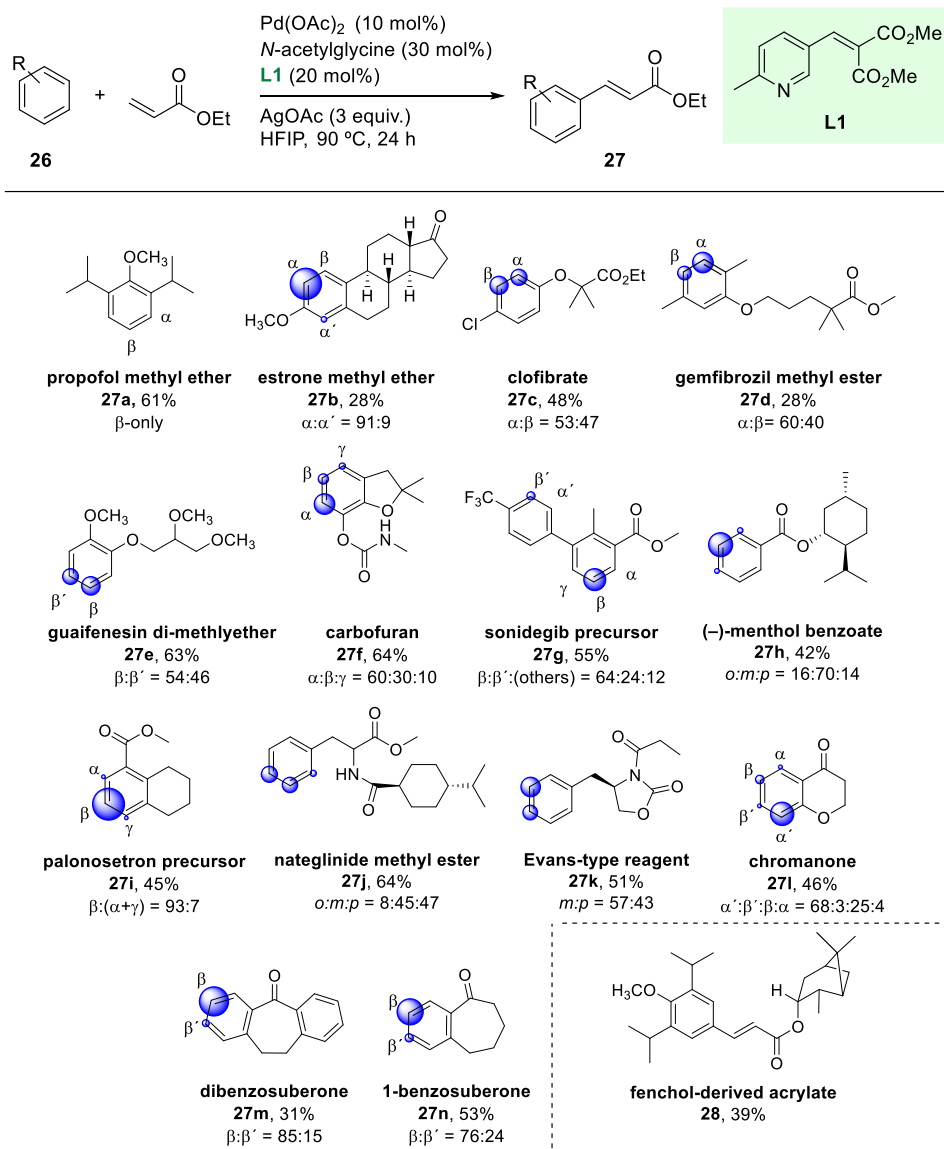 R
+
OEt
O
26
Pd(OAc)2 (10 mol%)
N-acetylglycine (30 mol%)
L1 (20 mol%)
AgOAc (3 equiv.)
HFIP, 90 ºC, 24 h
R
O
OEt
27
CO2Me
CO2Me
N
L1
OCH3
α
β
propofol methyl ether
27a, 61%
β-only
O
H
H
H
α
β
α´
H3CO
estrone methyl ether
27b, 28%
α:α´ = 91:9
β
α
O
CO2Et
Cl
clofibrate
27c, 48%
α:β = 53:47
β
α
O
O
O
gemfibrozil methyl ester
27d, 28%
α:β= 60:40
OCH3
OCH3
O
OCH3
β´
β
guaifenesin di-methlyether
27e, 63%
β:β´ = 54:46
γ
β
α
O
O
H
N
O
carbofuran
27f, 64%
α:β:γ = 60:30:10
β´
α´
F3C
O
O
γ
α
β
sonidegib precursor
27g, 55%
β:β´:(others) = 64:24:12
O
O
(–)-menthol benzoate
27h, 42%
o:m:p = 16:70:14
O
O
α
β
γ
palonosetron precursor
27i, 45%
β:(α+γ) = 93:7
O
O
HN
O
nateglinide methyl ester
27j, 64%
o:m:p = 8:45:47
O
N
O
O
Evans-type reagent
27k, 51%
m:p = 57:43
α
O
β
β´
α´
O
chromanone
27l, 46%
α´:β´:β:α = 68:3:25:4
β
β´
O
dibenzosuberone
27m, 31%
β:β´ = 85:15
β
β´
O
1-benzosuberone
27n, 53%
β:β´ = 76:24
H3CO
H
O
O
fenchol-derived acrylate
28, 39%